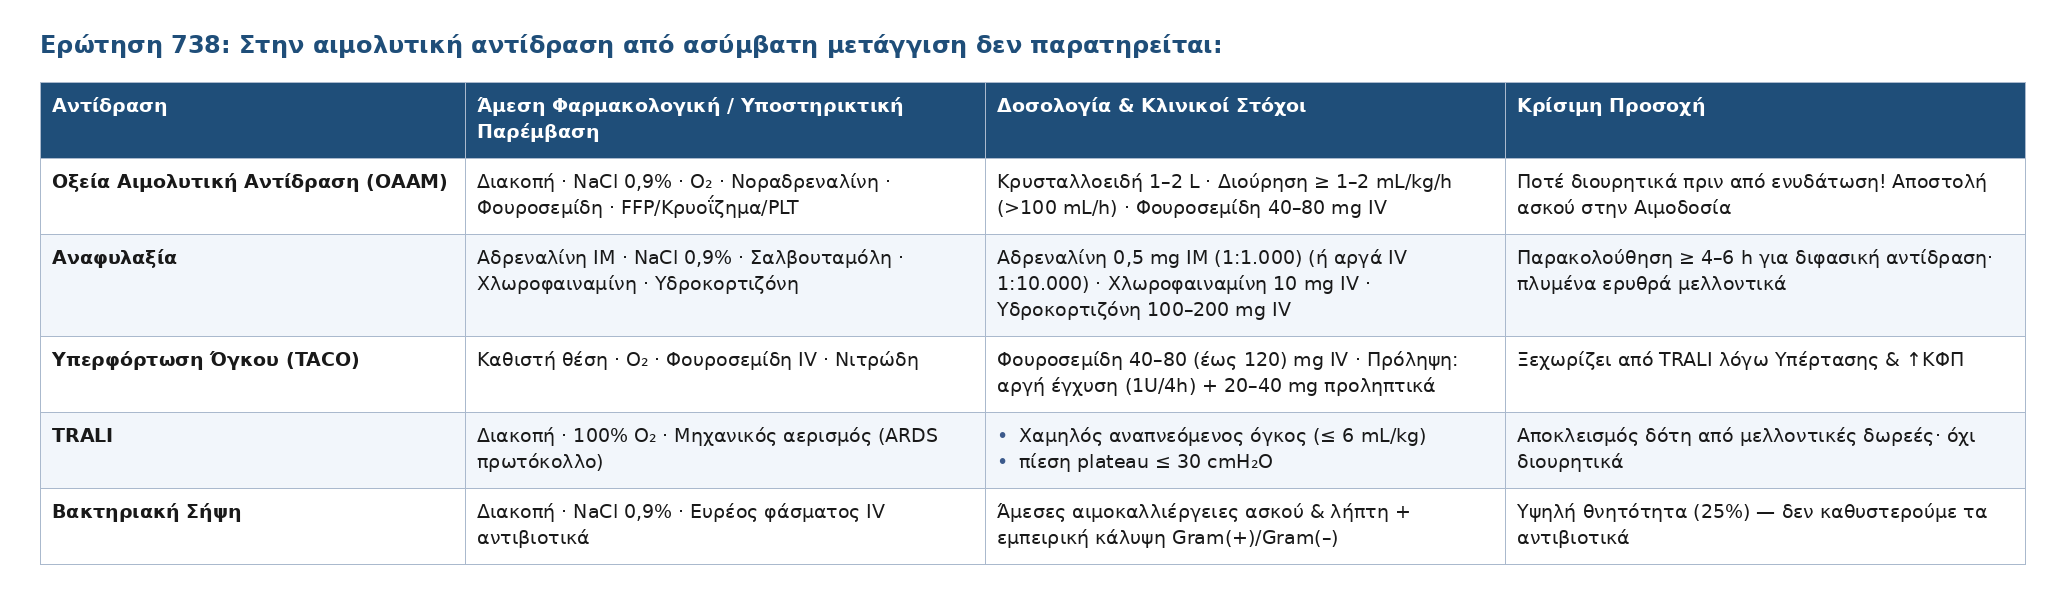 Ερώτηση 738: Στην αιμολυτική αντίδραση από ασύμβατη μετάγγιση δεν παρατηρείται:
Αντίδραση
Άμεση Φαρμακολογική / Υποστηρικτική
Παρέμβαση
Δοσολογία & Κλινικοί Στόχοι
Κρίσιμη Προσοχή
Οξεία Αιμολυτική Αντίδραση (ΟΑΑΜ)
Διακοπή · NaCl 0,9% · O₂ · Νοραδρεναλίνη ·
Φουροσεμίδη · FFP/Κρυοΐζημα/PLT
Κρυσταλλοειδή 1–2 L · Διούρηση ≥ 1–2 mL/kg/h
(>100 mL/h) · Φουροσεμίδη 40–80 mg IV
Ποτέ διουρητικά πριν από ενυδάτωση! Αποστολή
ασκού στην Αιμοδοσία
Αναφυλαξία
Αδρεναλίνη IM · NaCl 0,9% · Σαλβουταμόλη ·
Χλωροφαιναμίνη · Υδροκορτιζόνη
Αδρεναλίνη 0,5 mg IM (1:1.000) (ή αργά IV
1:10.000) · Χλωροφαιναμίνη 10 mg IV ·
Υδροκορτιζόνη 100–200 mg IV
Παρακολούθηση ≥ 4–6 h για διφασική αντίδραση·
πλυμένα ερυθρά μελλοντικά
Υπερφόρτωση Όγκου (TACO)
Καθιστή θέση · O₂ · Φουροσεμίδη IV · Νιτρώδη
Φουροσεμίδη 40–80 (έως 120) mg IV · Πρόληψη:
αργή έγχυση (1U/4h) + 20–40 mg προληπτικά
Ξεχωρίζει από TRALI λόγω Υπέρτασης & ↑ΚΦΠ
TRALI
Διακοπή · 100% O₂ · Μηχανικός αερισμός (ARDS
πρωτόκολλο)
• Χαμηλός αναπνεόμενος όγκος (≤ 6 mL/kg)
• πίεση plateau ≤ 30 cmH₂O
Αποκλεισμός δότη από μελλοντικές δωρεές· όχι
διουρητικά
Βακτηριακή Σήψη
Διακοπή · NaCl 0,9% · Ευρέος φάσματος IV
αντιβιοτικά
Άμεσες αιμοκαλλιέργειες ασκού & λήπτη +
εμπειρική κάλυψη Gram(+)/Gram(–)
Υψηλή θνητότητα (25%) — δεν καθυστερούμε τα
αντιβιοτικά